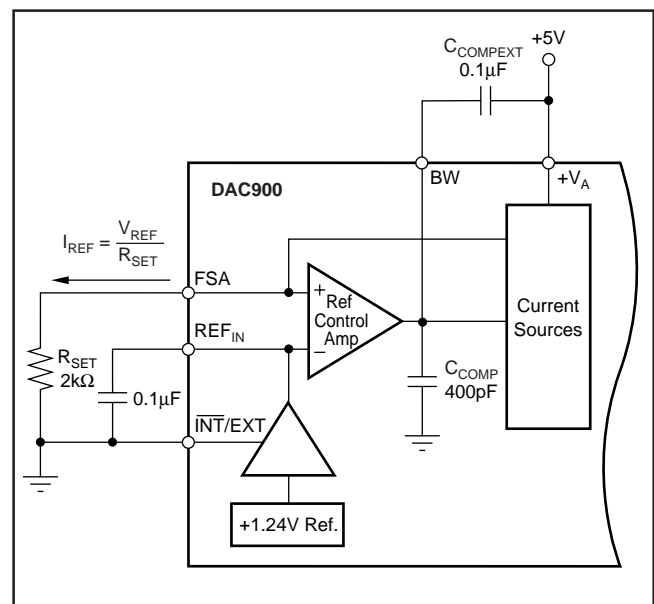 +5V
C_COMPEXT
0.1µF
DAC900
BW
+V_A
I_REF = V_REF / R_SET
FSA
+
Ref
Control
Amp
−
Current
Sources
REF_IN
R_SET
2kΩ
0.1µF
C_COMP
400pF
I̅N̅T̅/EXT
+1.24V Ref.